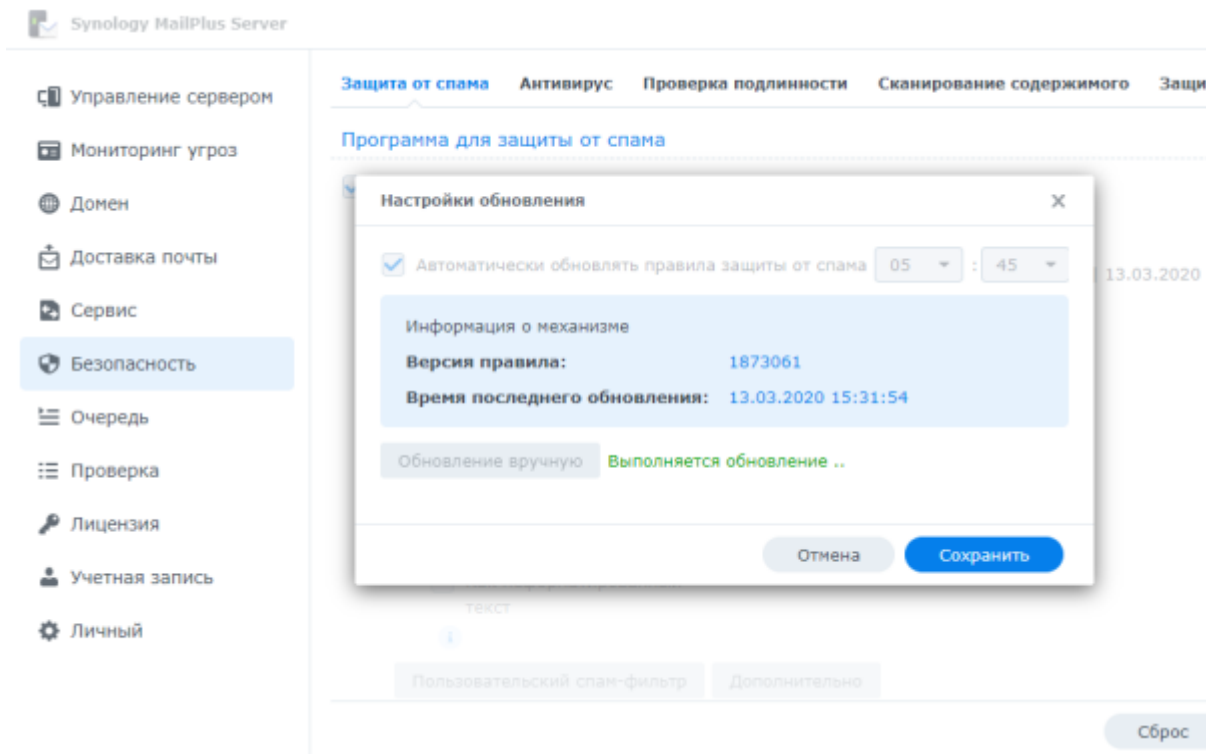 Synology MailPlus Server
Управление сервером
Мониторинг угроз
Домен
Доставка почты
Сервис
Безопасность
Очередь
Проверка
Лицензия
Учетная запись
Личный
Защита от спама Антивирус Проверка подлинности Сканирование содержимого Защи
Программа для защиты от спама
Настройки обновления
Автоматически обновлять правила защиты от спама 05 : 45
13.03.2020
Информация о механизме
Версия правила: 1873061
Время последнего обновления: 13.03.2020 15:31:54
Обновление вручную Выполняется обновление ..
Отмена Сохранить
текст
Пользовательский спам-фильтр Дополнительно
Сброс